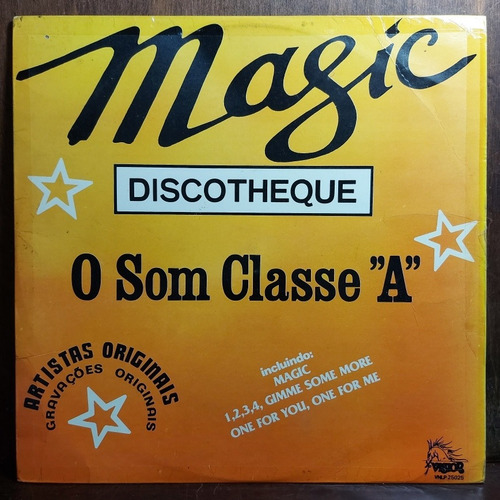 Magic
DISCOTHEQUE
O Som Classe "A"
ARTISTAS ORIGINAIS
GRAVAÇÕES ORIGINAIS
incluindo:
MAGIC
1,2,3,4, GIMME SOME MORE
ONE FOR YOU, ONE FOR ME
VNLP 25025